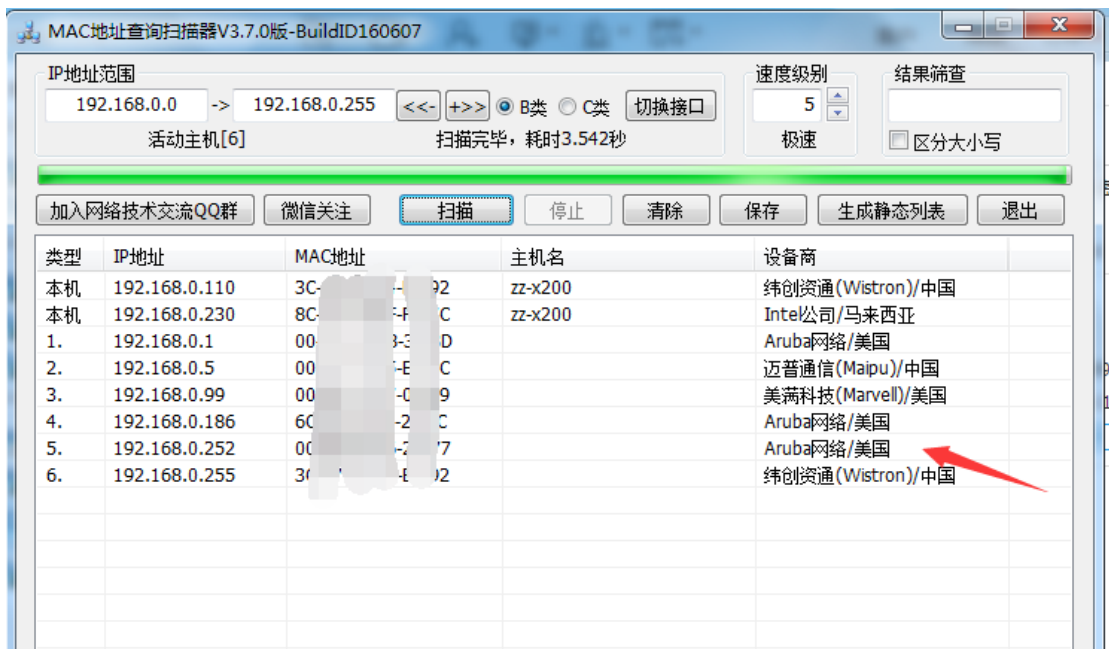 MAC地址查询扫描器V3.7.0版-BuildID160607
IP地址范围 速度级别 结果筛查
192.168.0.0 -> 192.168.0.255 <<- +>> B类 C类 切换接口 5
活动主机[6] 扫描完毕，耗时3.542秒 极速 区分大小写
加入网络技术交流QQ群 微信关注 扫描 停止 清除 保存 生成静态列表 退出
类型 IP地址 MAC地址 主机名 设备商
本机 192.168.0.110 3C- 92 zz-x200 纬创资通(Wistron)/中国
本机 192.168.0.230 8C- C zz-x200 Intel公司/马来西亚
1. 192.168.0.1 00- D Aruba网络/美国
2. 192.168.0.5 00 C 迈普通信(Maipu)/中国
3. 192.168.0.99 00 9 美满科技(Marvell)/美国
4. 192.168.0.186 6C C Aruba网络/美国
5. 192.168.0.252 00 77 Aruba网络/美国
6. 192.168.0.255 92 纬创资通(Wistron)/中国